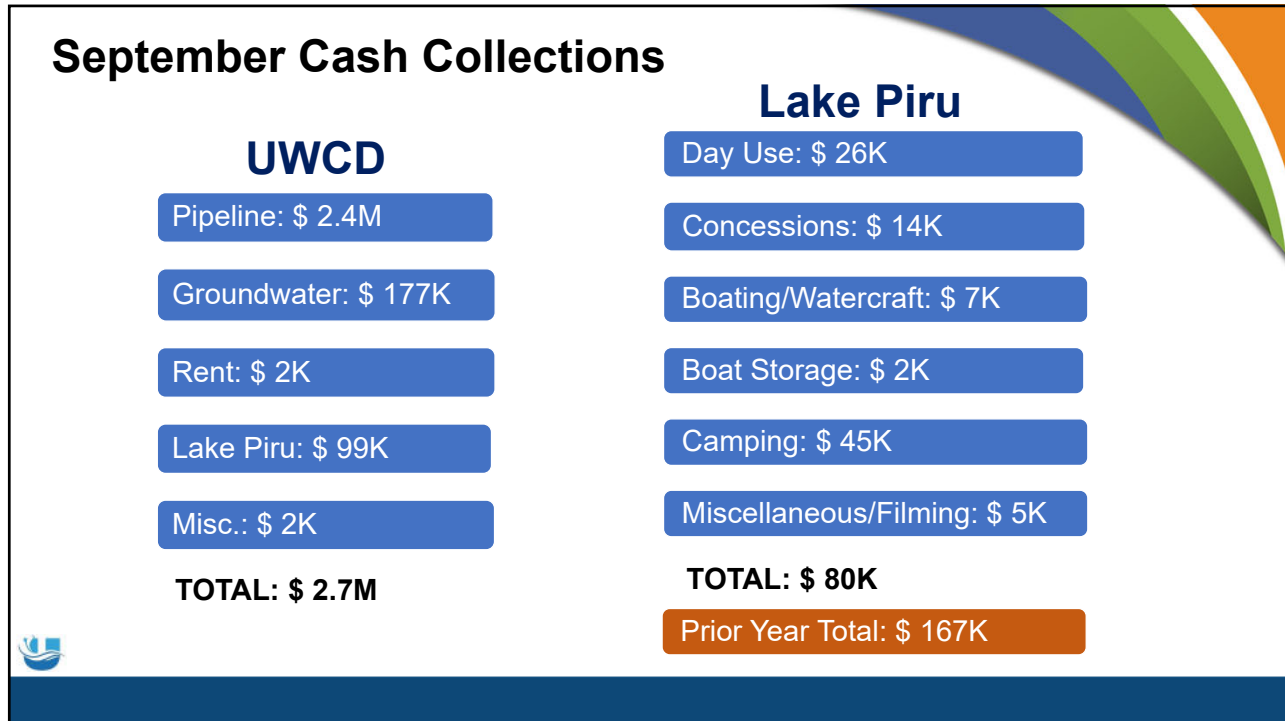 September Cash Collections
UWCD
Pipeline: $ 2.4M
Groundwater: $ 177K
Rent: $ 2K
Lake Piru: $ 99K
Misc.: $ 2K
TOTAL: $ 2.7M
Lake Piru
Day Use: $ 26K
Concessions: $ 14K
Boating/Watercraft: $ 7K
Boat Storage: $ 2K
Camping: $ 45K
Miscellaneous/Filming: $ 5K
TOTAL: $ 80K
Prior Year Total: $ 167K